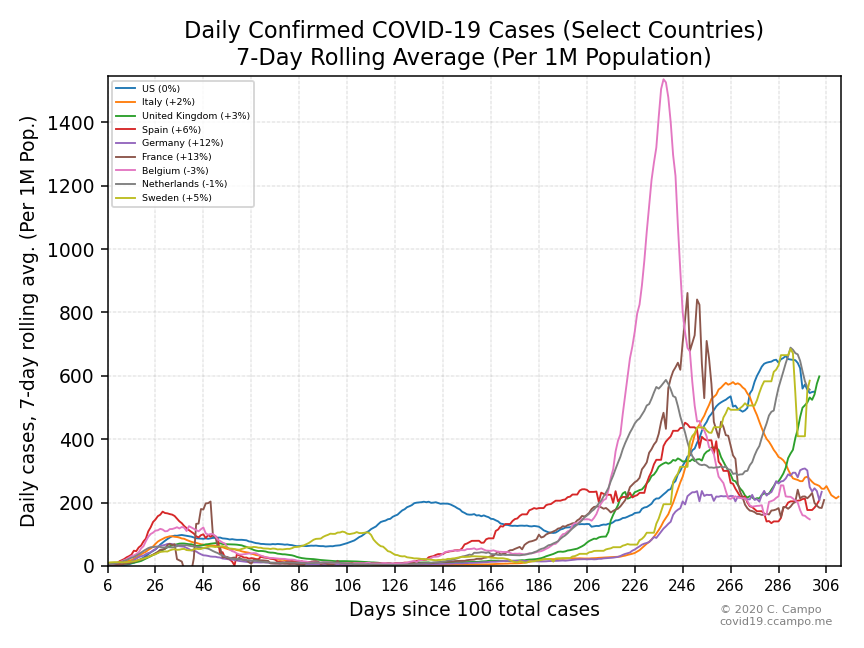 Daily Confirmed COVID-19 Cases (Select Countries)
7-Day Rolling Average (Per 1M Population)
Daily cases, 7-day rolling avg. (Per 1M Pop.)
1400
1200
1000
800
600
400
200
0
US (0%)
Italy (+2%)
United Kingdom (+3%)
Spain (+6%)
Germany (+12%)
France (+13%)
Belgium (-3%)
Netherlands (-1%)
Sweden (+5%)
6 26 46 66 86 106 126 146 166 186 206 226 246 266 286 306
Days since 100 total cases
© 2020 C. Campo
covid19.ccampo.me